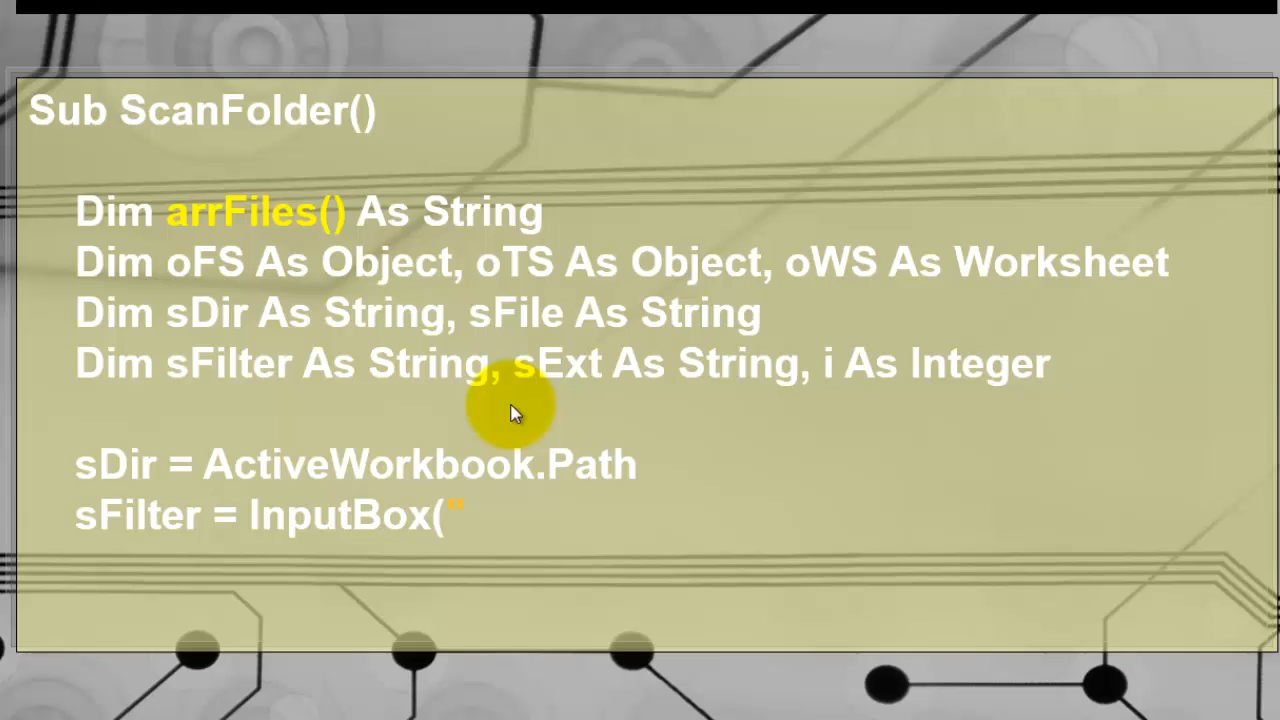 Sub ScanFolder()
Dim arrFiles() As String
Dim oFS As Object, oTS As Object, oWS As Worksheet
Dim sDir As String, sFile As String
Dim sFilter As String, sExt As String, i As Integer
sDir = ActiveWorkbook.Path
sFilter = InputBox("